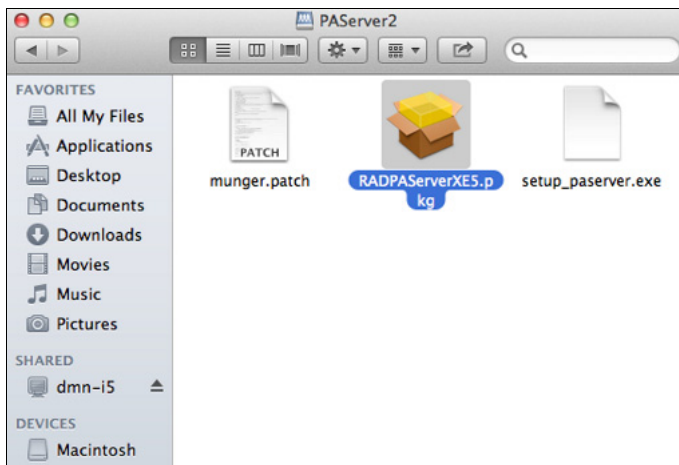 PAServer2
FAVORITES
All My Files
Applications
Desktop
Documents
Downloads
Movies
Music
Pictures
SHARED
dmn-i5
DEVICES
Macintosh
PATCH
munger.patch
RADPAServerXE5.p
kg
setup_paserver.exe